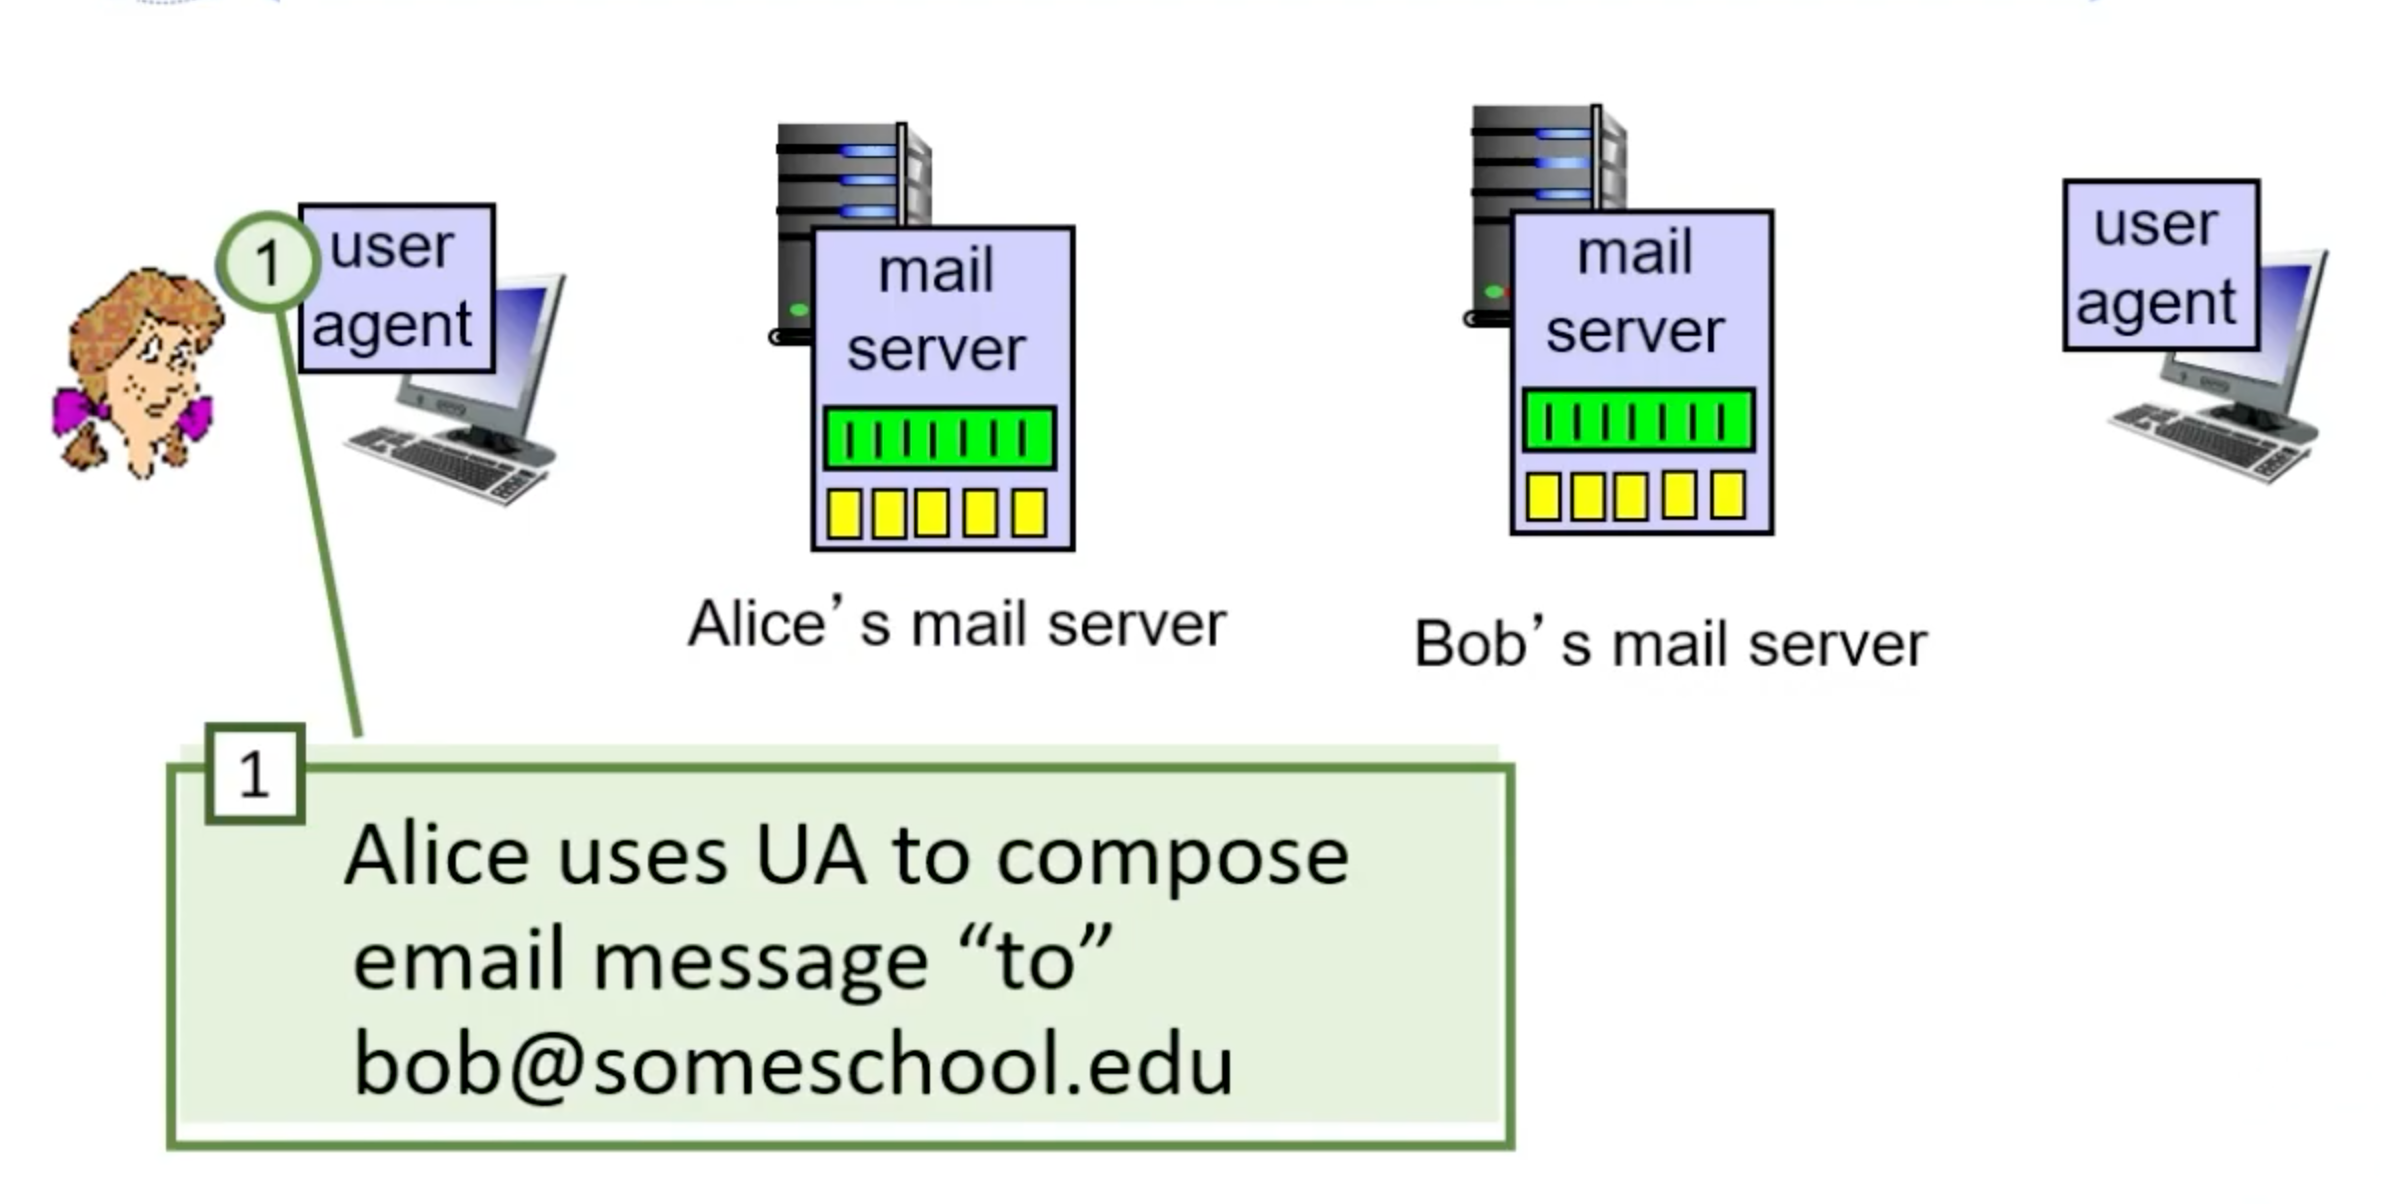 1
user
agent
mail
server
mail
server
user
agent
Alice’s mail server
Bob’s mail server
1
Alice uses UA to compose
email message “to”
bob@someschool.edu